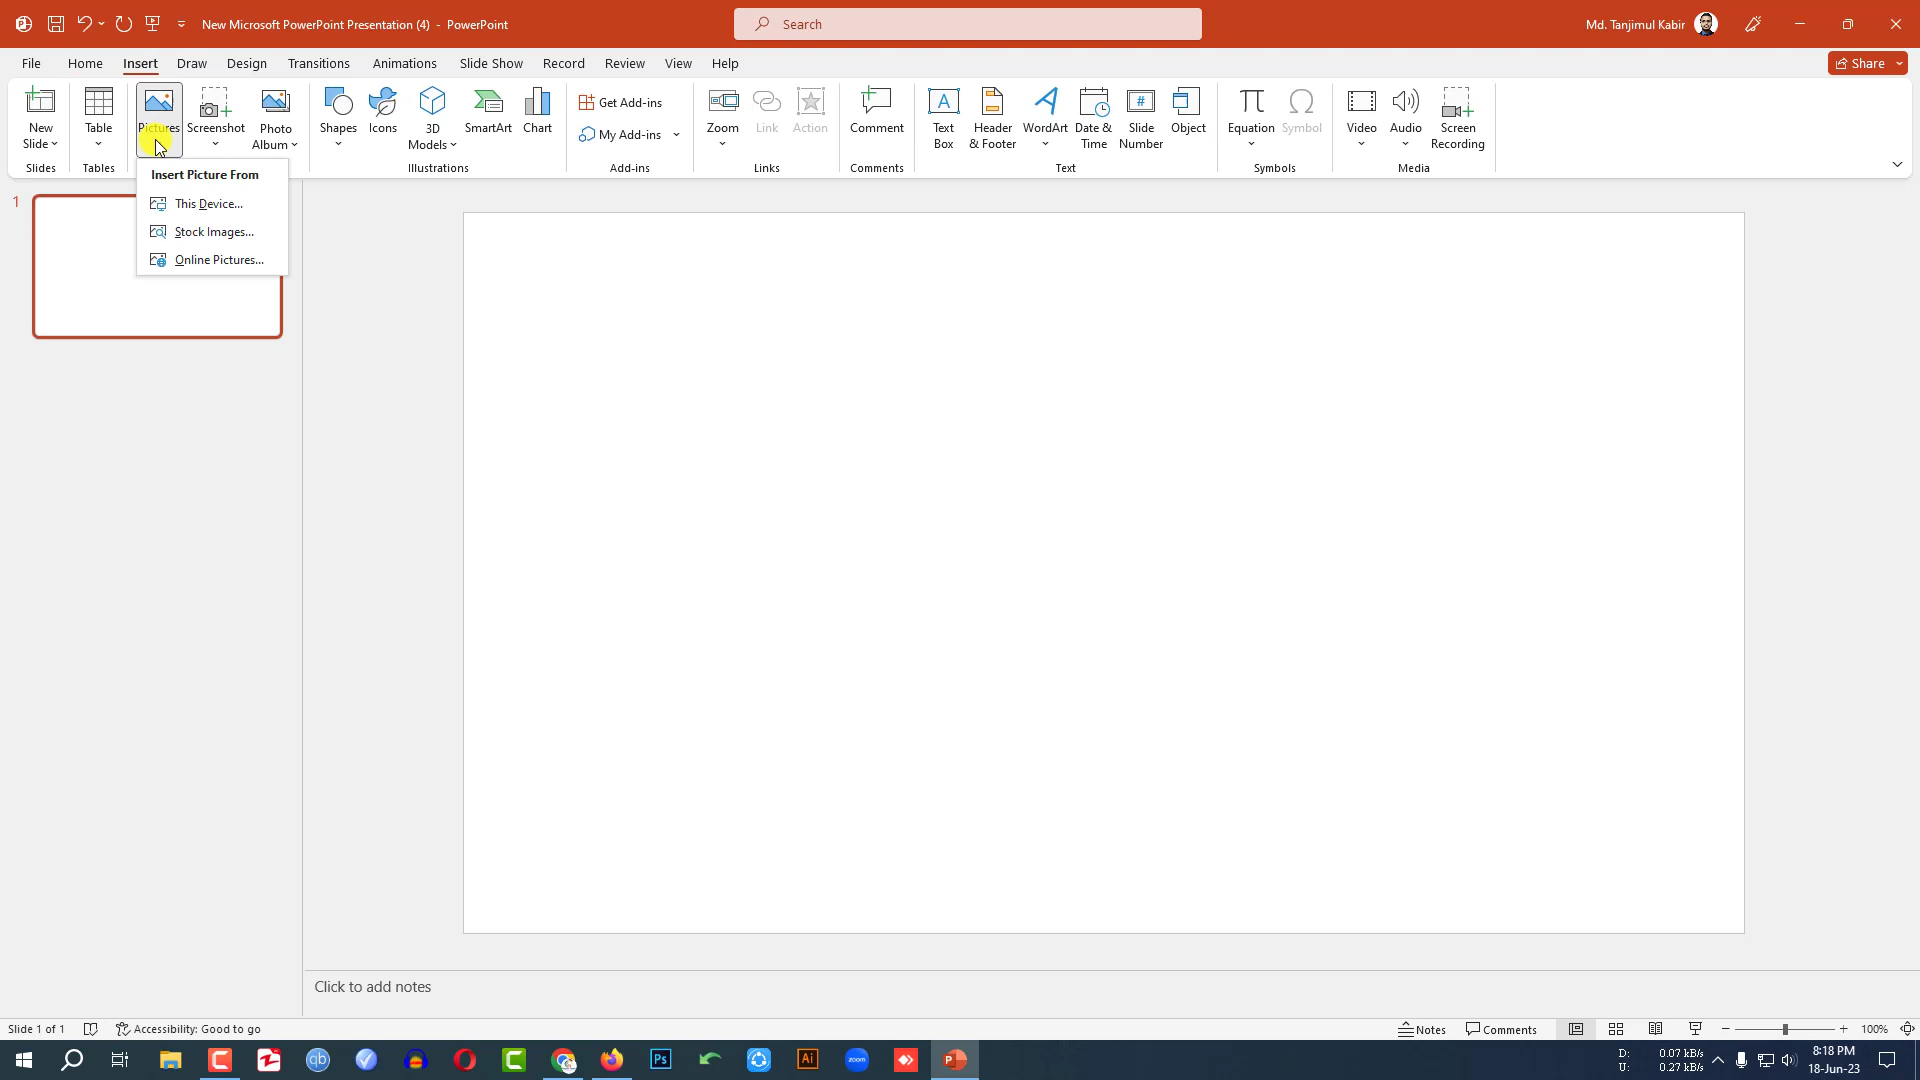 New Microsoft PowerPoint Presentation (4) - PowerPoint
Search
Md. Tanjimul Kabir
File Home Insert Draw Design Transitions Animations Slide Show Record Review View Help
Share
New Slide
Table
Pictures
Screenshot
Photo Album
Shapes
Icons
3D Models
SmartArt
Chart
Get Add-ins
My Add-ins
Zoom
Link
Action
Comment
Text Box
Header & Footer
WordArt
Date & Time
Slide Number
Object
Equation
Symbol
Video
Audio
Screen Recording
Slides Tables Illustrations Add-ins Links Comments Text Symbols Media
Insert Picture From
This Device...
Stock Images...
Online Pictures...
1
Click to add notes
Slide 1 of 1 Accessibility: Good to go Notes Comments 100%
qb Ps Ai zoom P
D: 0.07 kB/s
U: 0.27 kB/s
8:18 PM
18-Jun-23